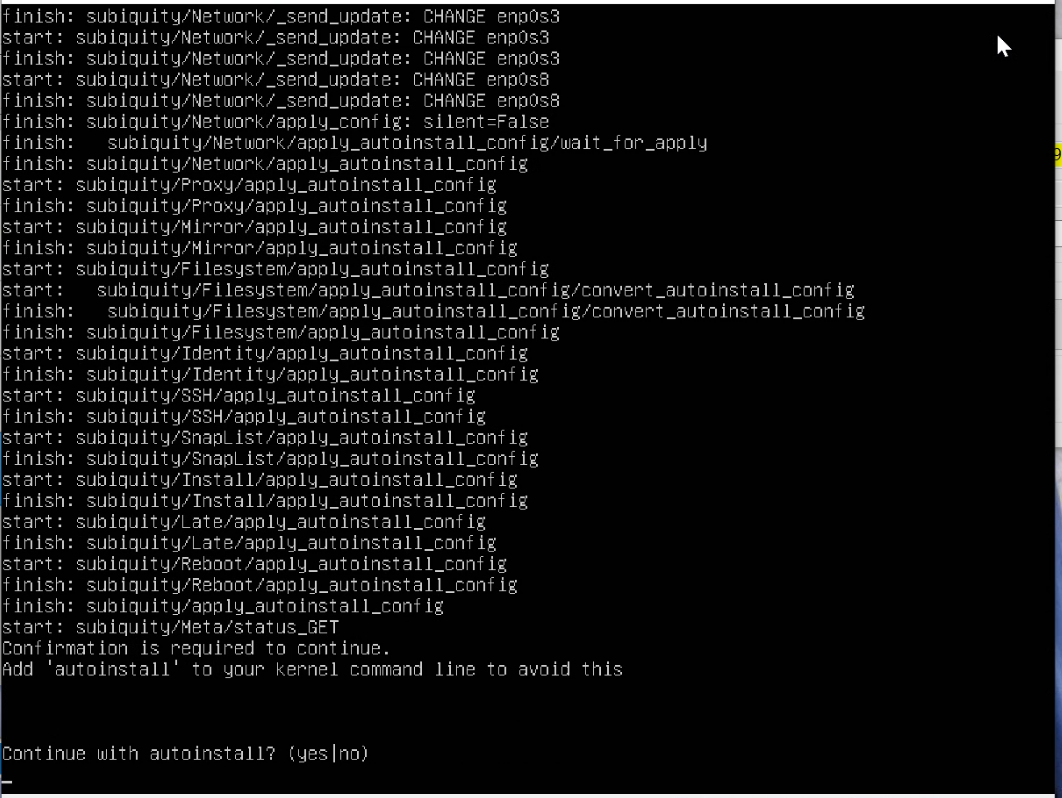 finish: subiquity/Network/_send_update: CHANGE enp0s3
start: subiquity/Network/_send_update: CHANGE enp0s3
finish: subiquity/Network/_send_update: CHANGE enp0s3
start: subiquity/Network/_send_update: CHANGE enp0s8
finish: subiquity/Network/_send_update: CHANGE enp0s8
finish: subiquity/Network/apply_config: silent=False
finish:   subiquity/Network/apply_autoinstall_config/wait_for_apply
finish: subiquity/Network/apply_autoinstall_config
start: subiquity/Proxy/apply_autoinstall_config
finish: subiquity/Proxy/apply_autoinstall_config
start: subiquity/Mirror/apply_autoinstall_config
finish: subiquity/Mirror/apply_autoinstall_config
start: subiquity/Filesystem/apply_autoinstall_config
start:   subiquity/Filesystem/apply_autoinstall_config/convert_autoinstall_config
finish:   subiquity/Filesystem/apply_autoinstall_config/convert_autoinstall_config
finish: subiquity/Filesystem/apply_autoinstall_config
start: subiquity/Identity/apply_autoinstall_config
finish: subiquity/Identity/apply_autoinstall_config
start: subiquity/SSH/apply_autoinstall_config
finish: subiquity/SSH/apply_autoinstall_config
start: subiquity/SnapList/apply_autoinstall_config
finish: subiquity/SnapList/apply_autoinstall_config
start: subiquity/Install/apply_autoinstall_config
finish: subiquity/Install/apply_autoinstall_config
start: subiquity/Late/apply_autoinstall_config
finish: subiquity/Late/apply_autoinstall_config
start: subiquity/Reboot/apply_autoinstall_config
finish: subiquity/Reboot/apply_autoinstall_config
finish: subiquity/apply_autoinstall_config
start: subiquity/Meta/status_GET
Confirmation is required to continue.
Add 'autoinstall' to your kernel command line to avoid this
Continue with autoinstall? (yes|no)